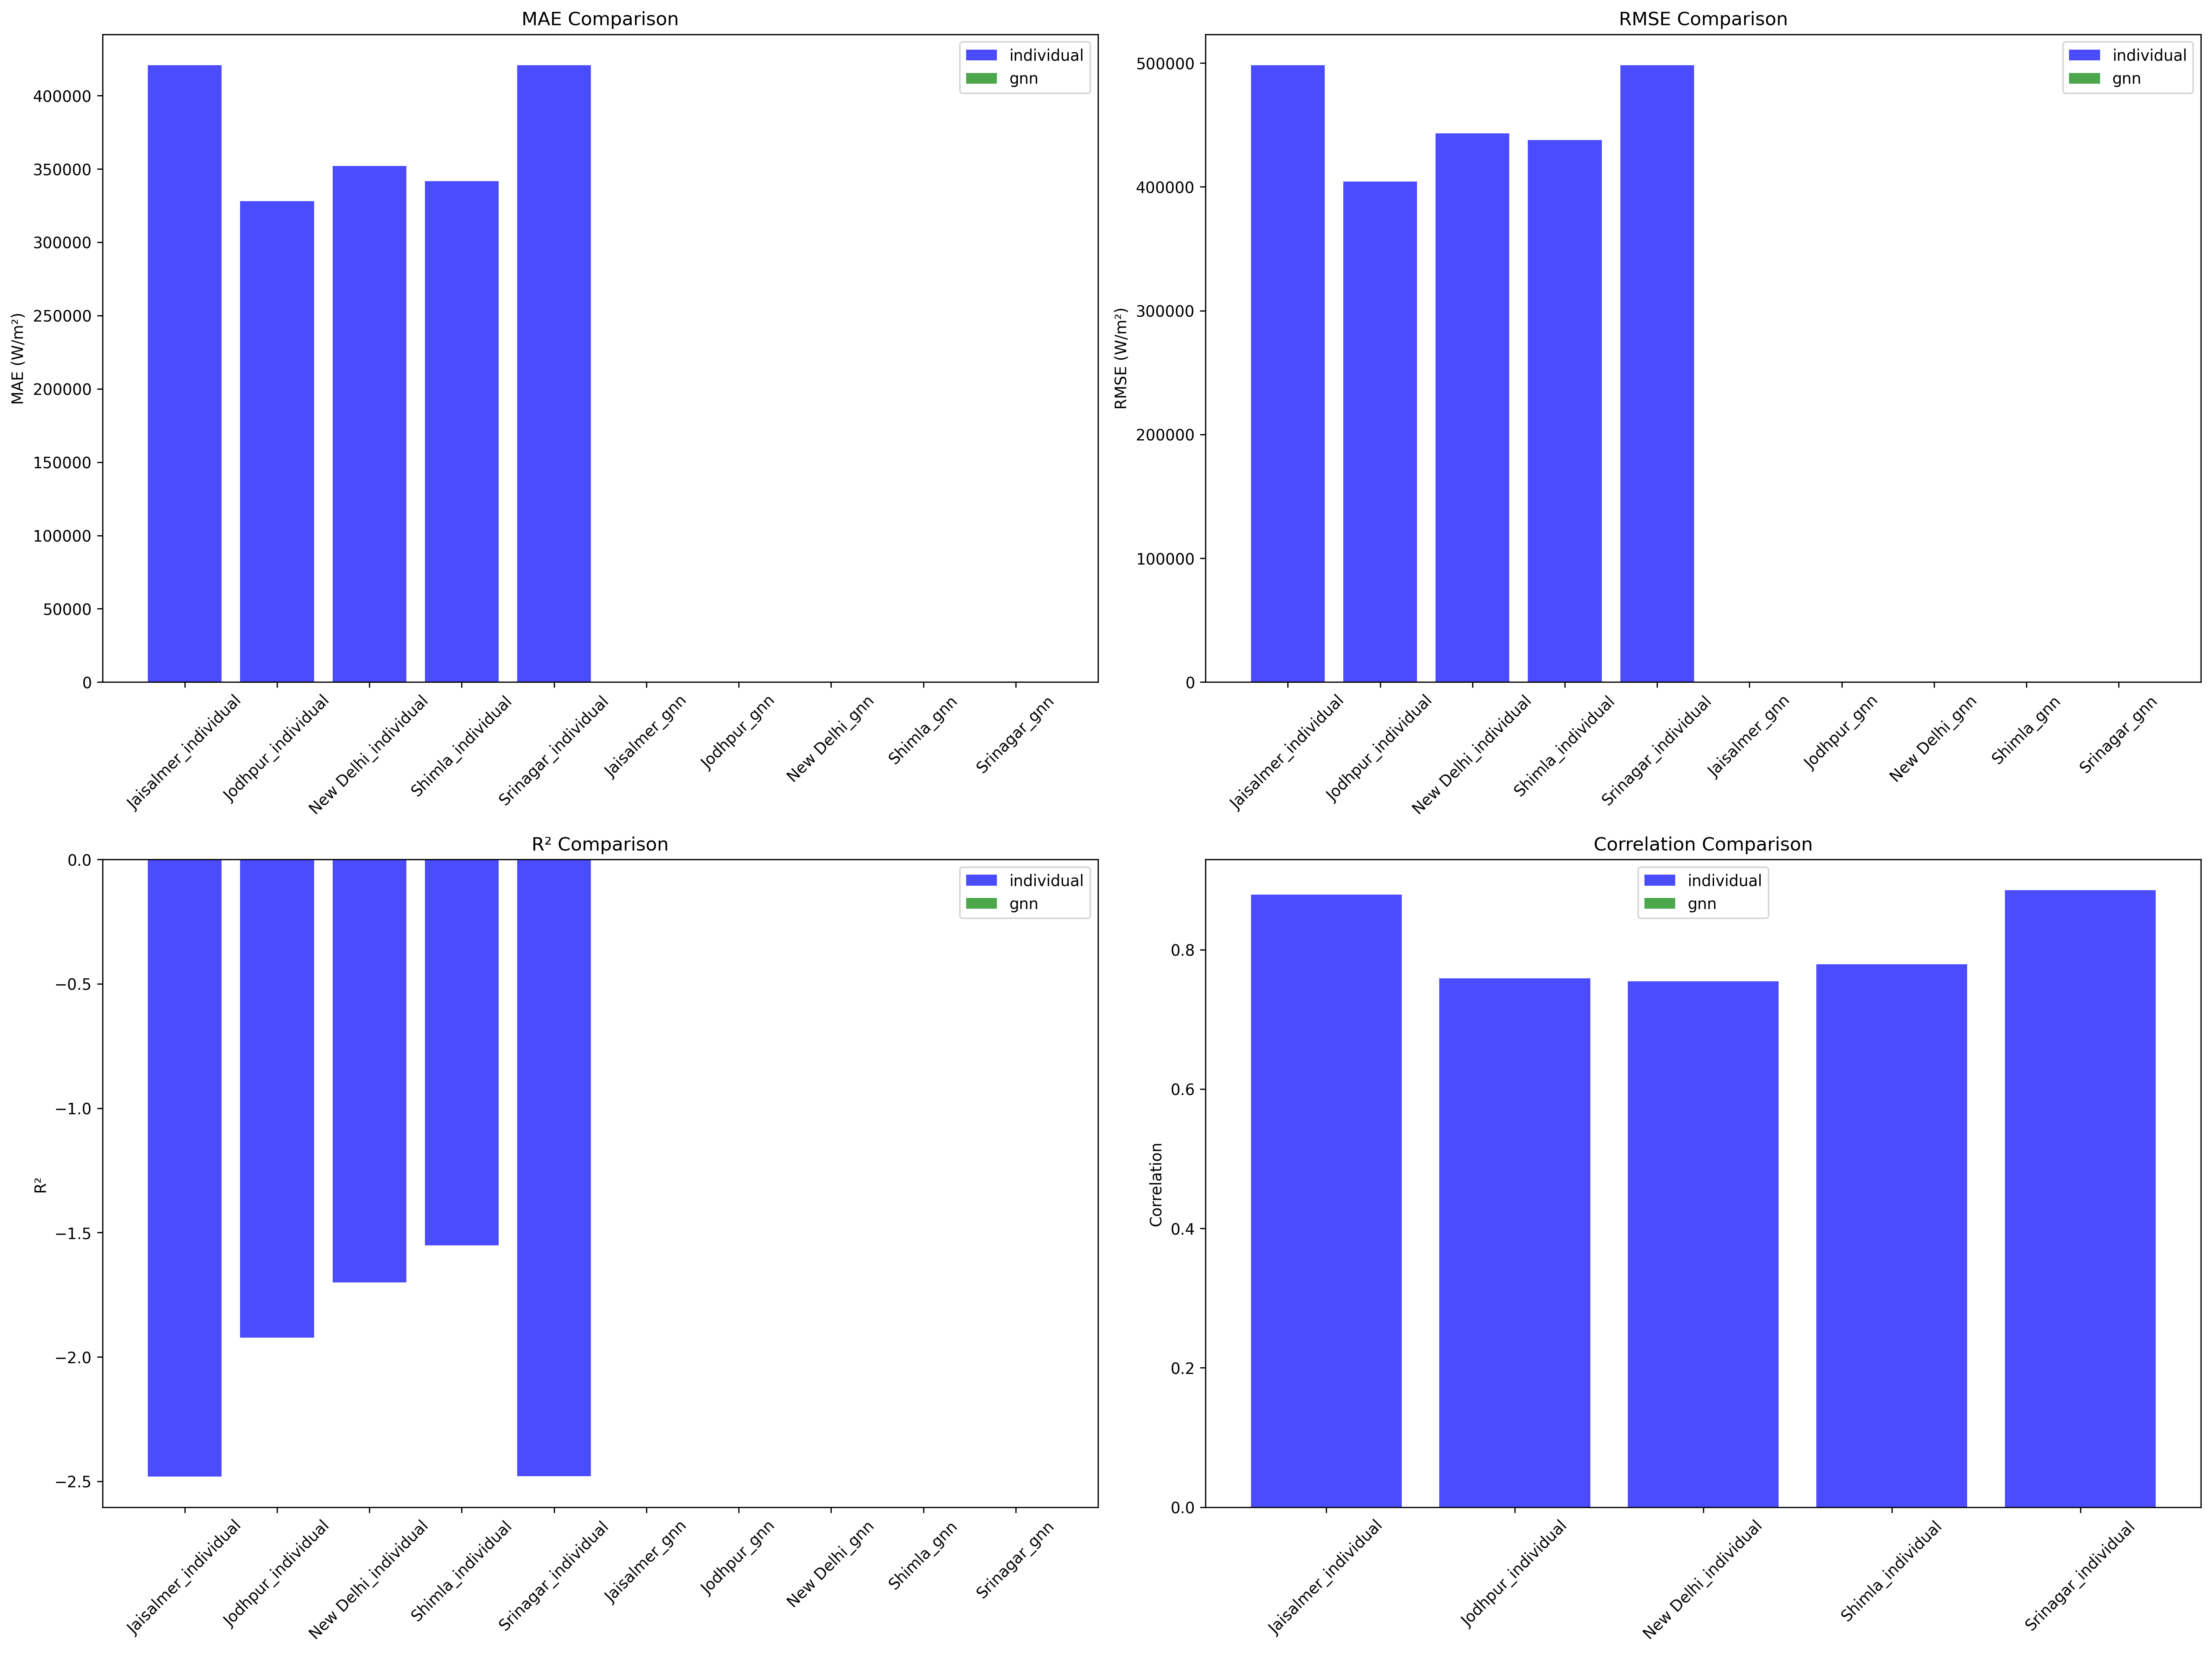 MAE Comparison
MAE (W/m²)
400000
350000
300000
250000
200000
150000
100000
50000
0
individual
gnn
Jaisalmer_individual
Jodhpur_individual
New Delhi_individual
Shimla_individual
Srinagar_individual
Jaisalmer_gnn
Jodhpur_gnn
New Delhi_gnn
Shimla_gnn
Srinagar_gnn
RMSE Comparison
RMSE (W/m²)
500000
400000
300000
200000
100000
0
individual
gnn
Jaisalmer_individual
Jodhpur_individual
New Delhi_individual
Shimla_individual
Srinagar_individual
Jaisalmer_gnn
Jodhpur_gnn
New Delhi_gnn
Shimla_gnn
Srinagar_gnn
R² Comparison
R²
0.0
−0.5
−1.0
−1.5
−2.0
−2.5
individual
gnn
Jaisalmer_individual
Jodhpur_individual
New Delhi_individual
Shimla_individual
Srinagar_individual
Jaisalmer_gnn
Jodhpur_gnn
New Delhi_gnn
Shimla_gnn
Srinagar_gnn
Correlation Comparison
Correlation
0.8
0.6
0.4
0.2
0.0
individual
gnn
Jaisalmer_individual
Jodhpur_individual
New Delhi_individual
Shimla_individual
Srinagar_individual